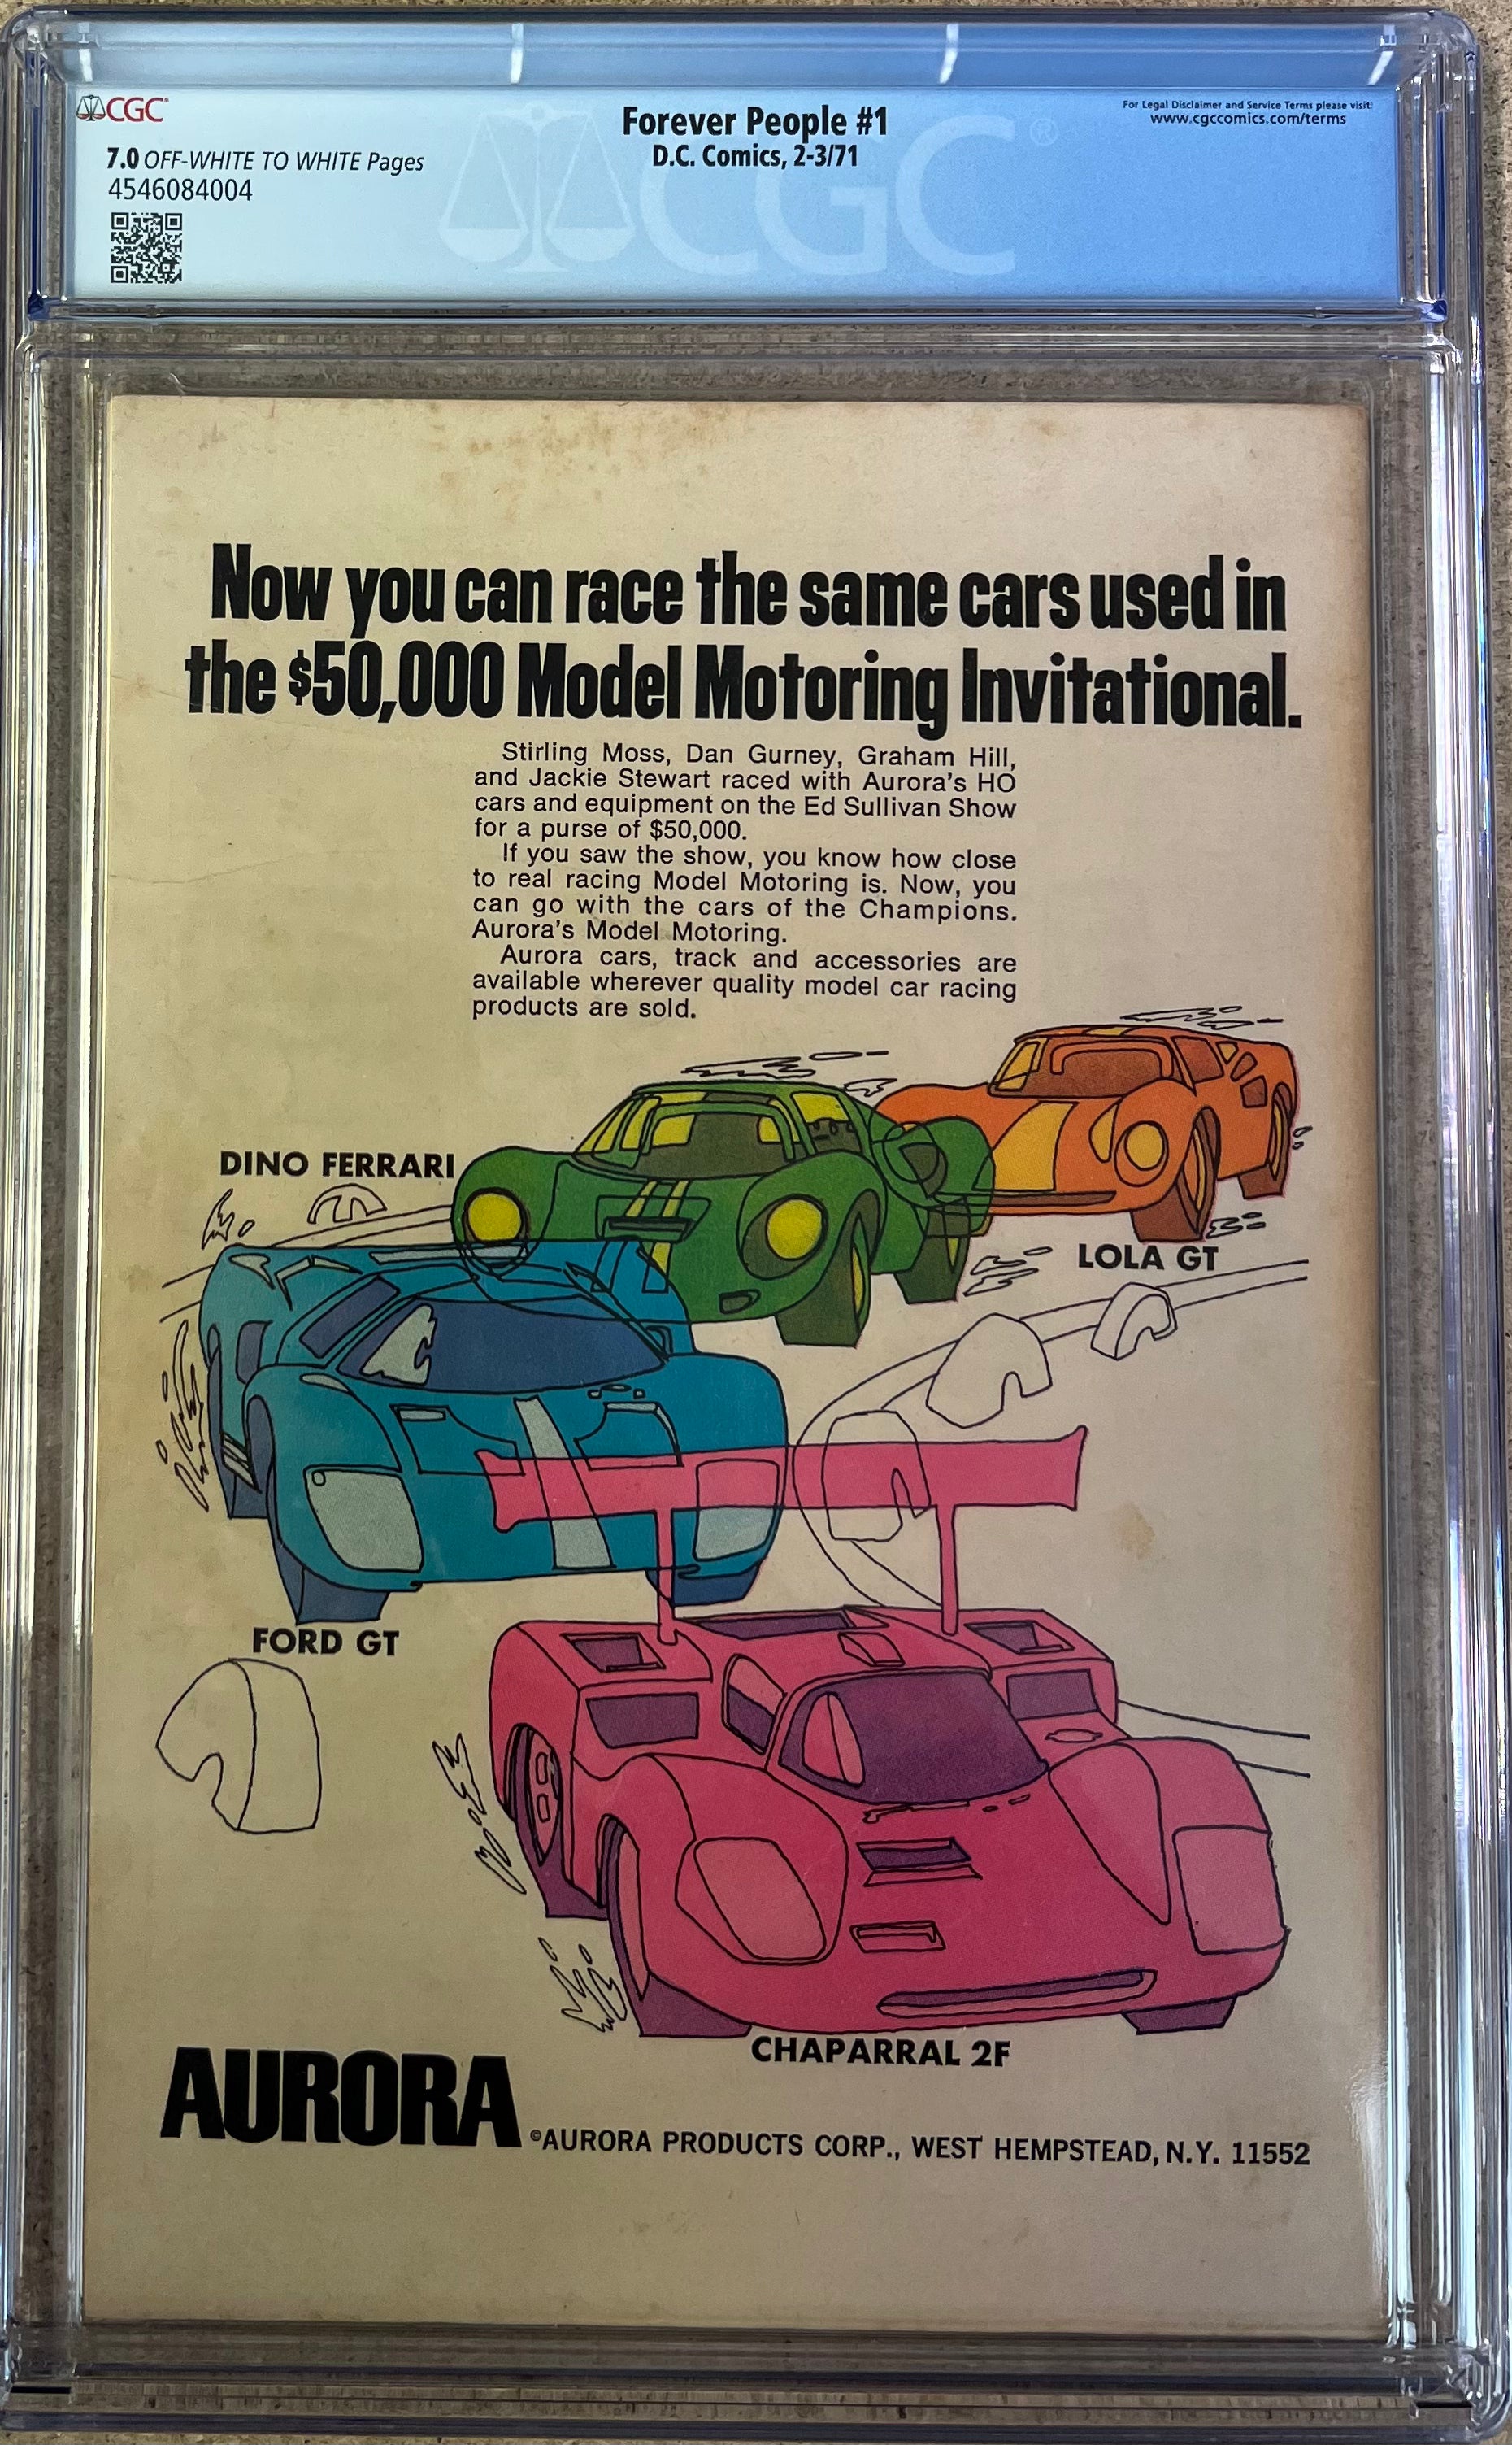 CGC
7.0 OFF-WHITE TO WHITE Pages
4546084004
Forever People #1
D.C. Comics, 2-3/71
For Legal Disclaimer and Service Terms please visit:
www.cgccomics.com/terms
CGC®
Now you can race the same cars used in
the $50,000 Model Motoring Invitational.
Stirling Moss, Dan Gurney, Graham Hill,
and Jackie Stewart raced with Aurora's HO
cars and equipment on the Ed Sullivan Show
for a purse of $50,000.
If you saw the show, you know how close
to real racing Model Motoring is. Now, you
can go with the cars of the Champions.
Aurora's Model Motoring.
Aurora cars, track and accessories are
available wherever quality model car racing
products are sold.
DINO FERRARI
LOLA GT
FORD GT
CHAPARRAL 2F
AURORA
©AURORA PRODUCTS CORP., WEST HEMPSTEAD, N.Y. 11552